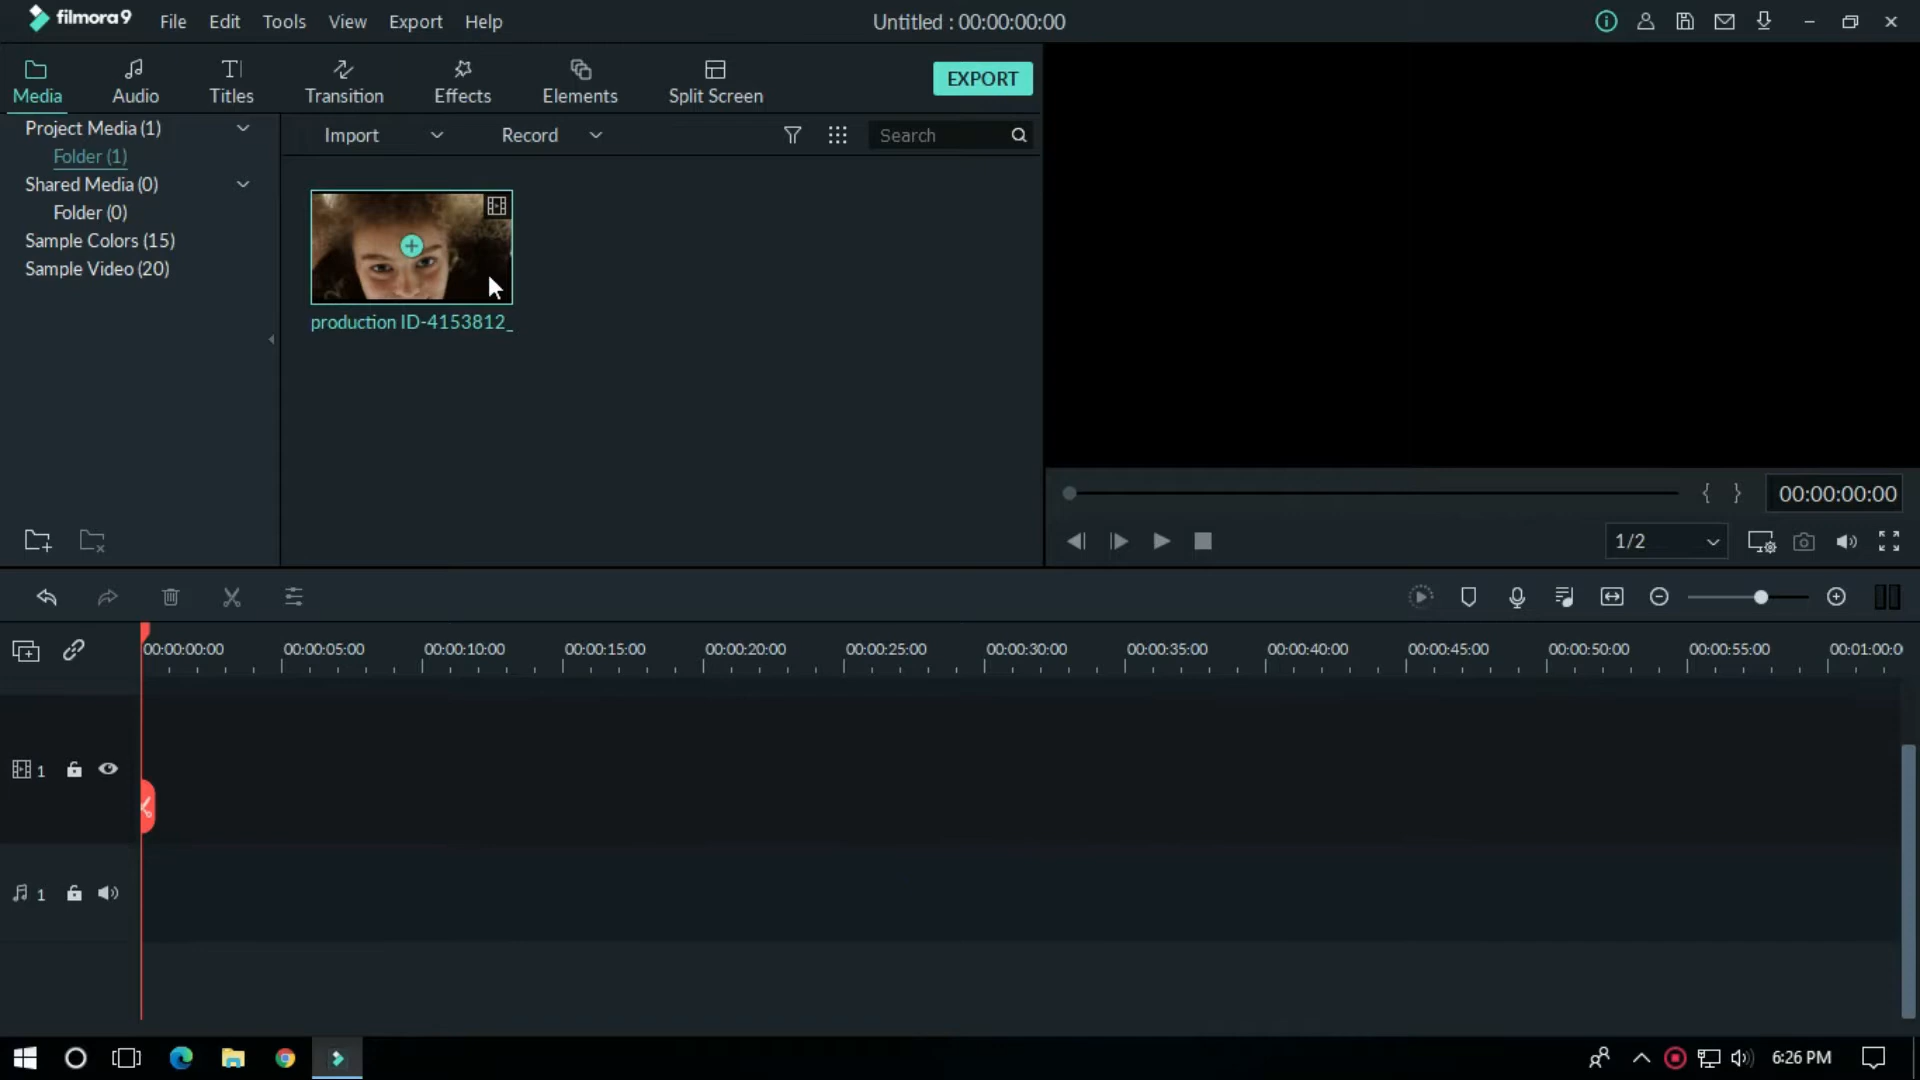 filmora9 File Edit Tools View Export Help Untitled : 00:00:00:00
Media Audio Titles Transition Effects Elements Split Screen EXPORT
Project Media (1)
Folder (1)
Shared Media (0)
Folder (0)
Sample Colors (15)
Sample Video (20)
Import Record Search
production ID-4153812_
00:00:00:00
1/2
00:00:00:00 00:00:05:00 00:00:10:00 00:00:15:00 00:00:20:00 00:00:25:00 00:00:30:00 00:00:35:00 00:00:40:00 00:00:45:00 00:00:50:00 00:00:55:00 00:01:00:0
1
1
6:26 PM